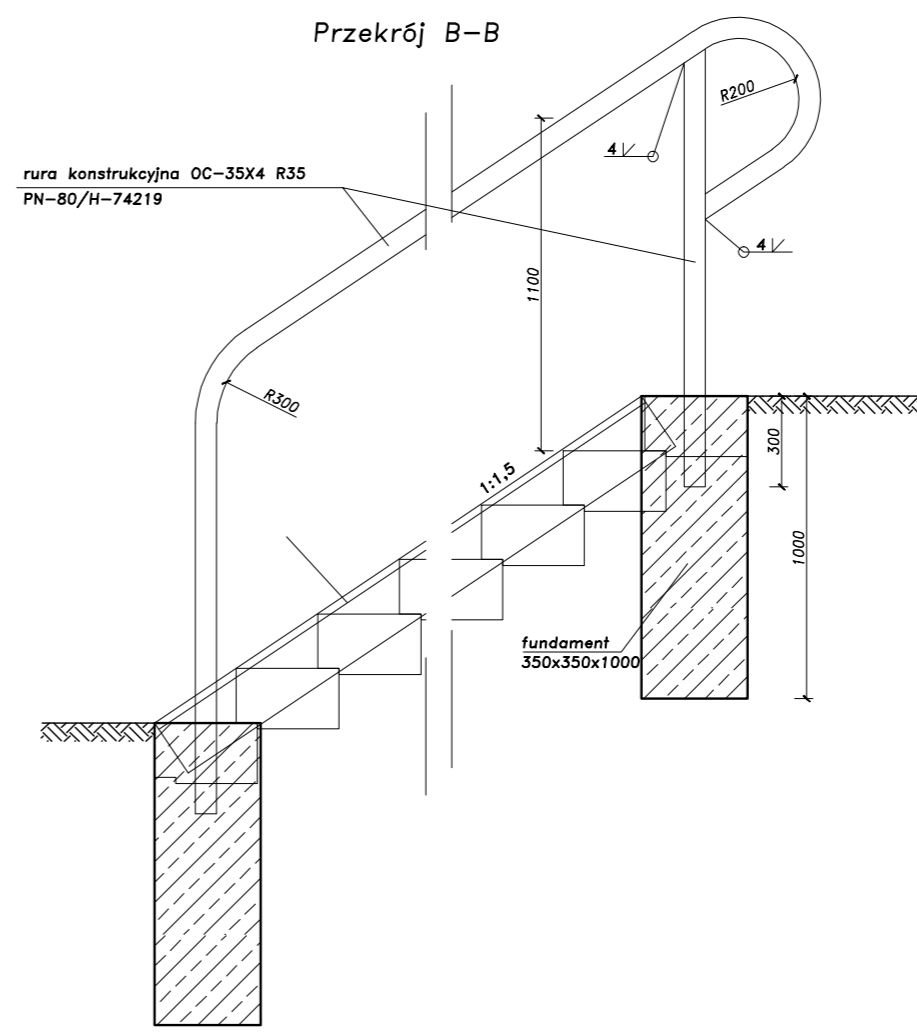 Przekrój B-B
rura konstrukcyjna OC-35X4 R35
PN-80/H-74219
R200
4
4
1100
R300
1:1,5
300
1000
fundament
350x350x1000